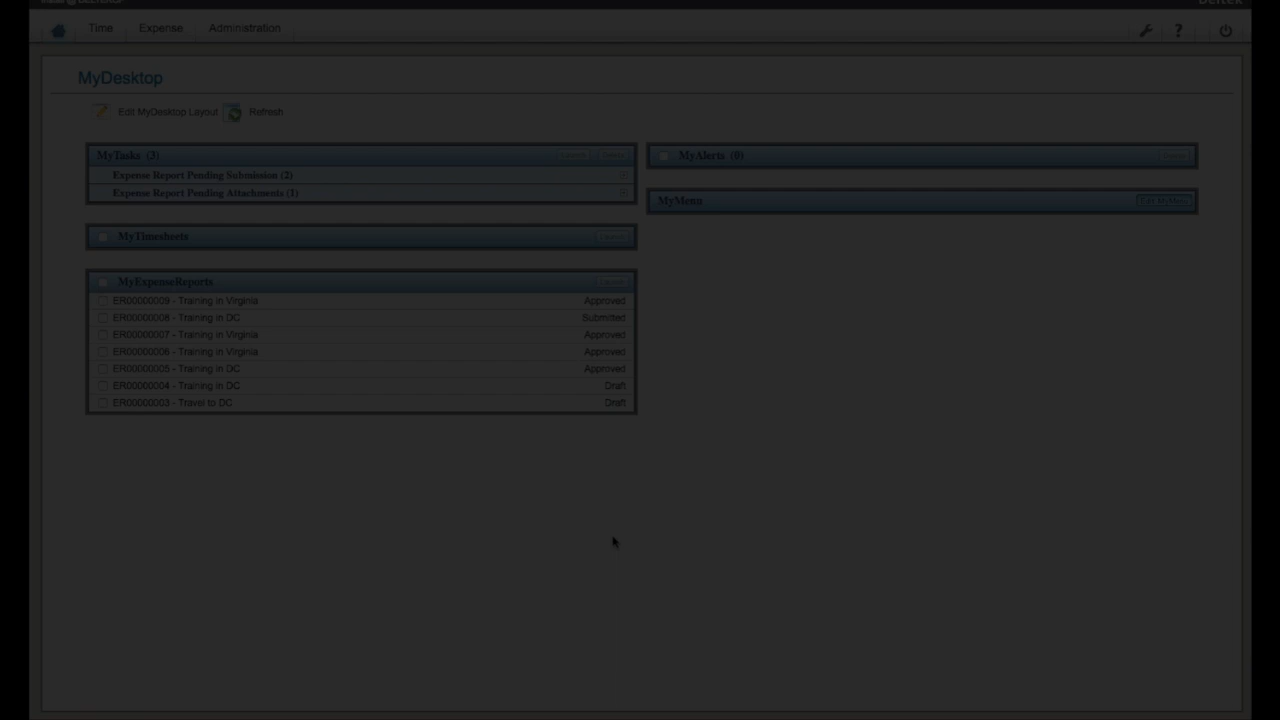 Deltek
Time Expense Administration
?
MyDesktop
Edit MyDesktop Layout Refresh
MyTasks (3)
Expense Report Pending Submission (2)
Expense Report Pending Attachments (1)
MyTimesheets
MyExpenseReports
ER00000009 - Training in Virginia Approved
ER00000008 - Training in DC Submitted
ER00000007 - Training in Virginia Approved
ER00000006 - Training in Virginia Approved
ER00000005 - Training in DC Approved
ER00000004 - Training in DC Draft
ER00000003 - Travel to DC Draft
MyAlerts (0)
MyMenu Edit MyMenu